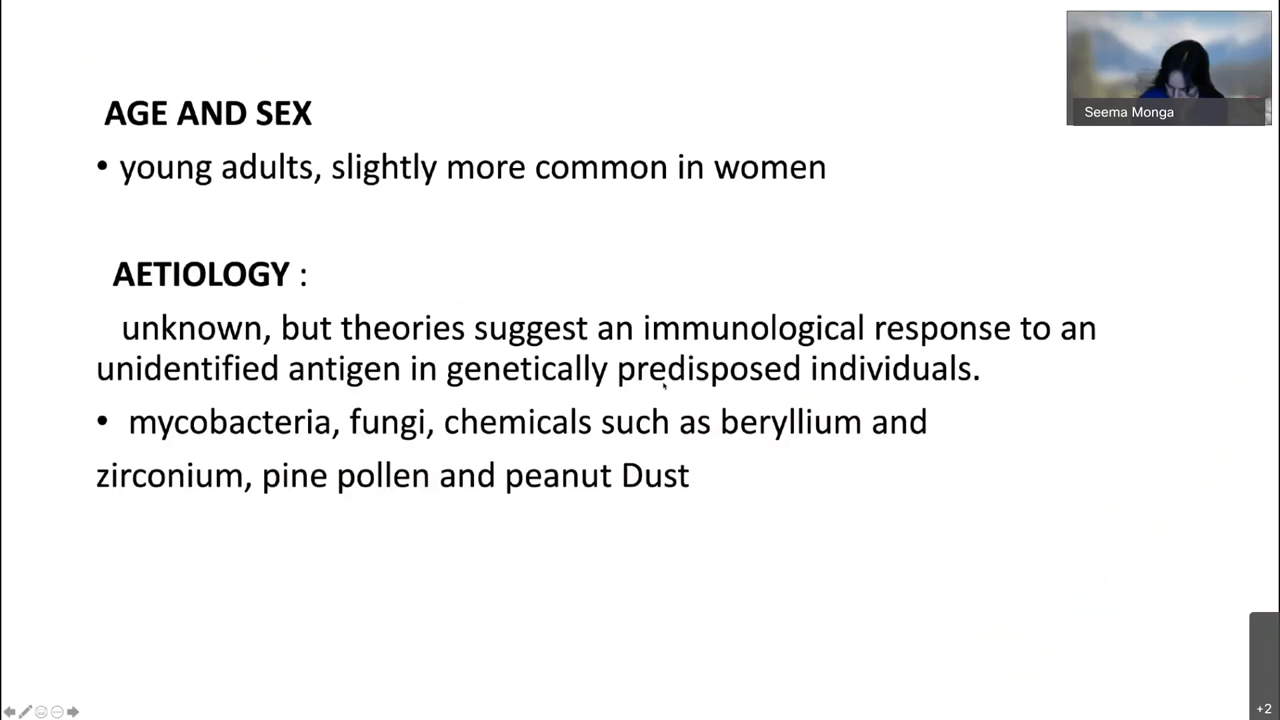 Seema Monga
AGE AND SEX
• young adults, slightly more common in women
AETIOLOGY :
unknown, but theories suggest an immunological response to an
unidentified antigen in genetically predisposed individuals.
• mycobacteria, fungi, chemicals such as beryllium and
zirconium, pine pollen and peanut Dust
+2